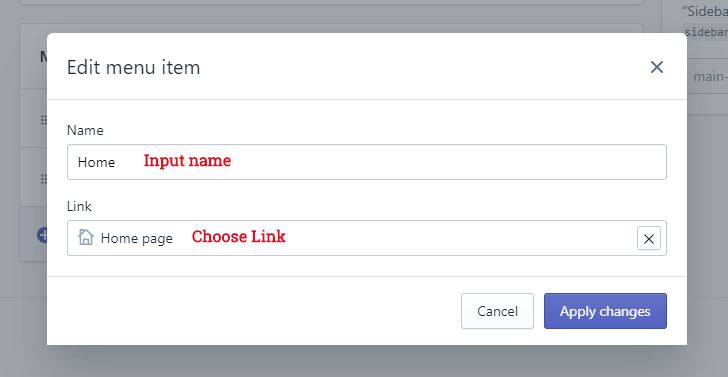 "Sideba
sidebar
M
main-
Edit menu item
Name
Home Input name
Link
Home page Choose Link
Cancel
Apply changes